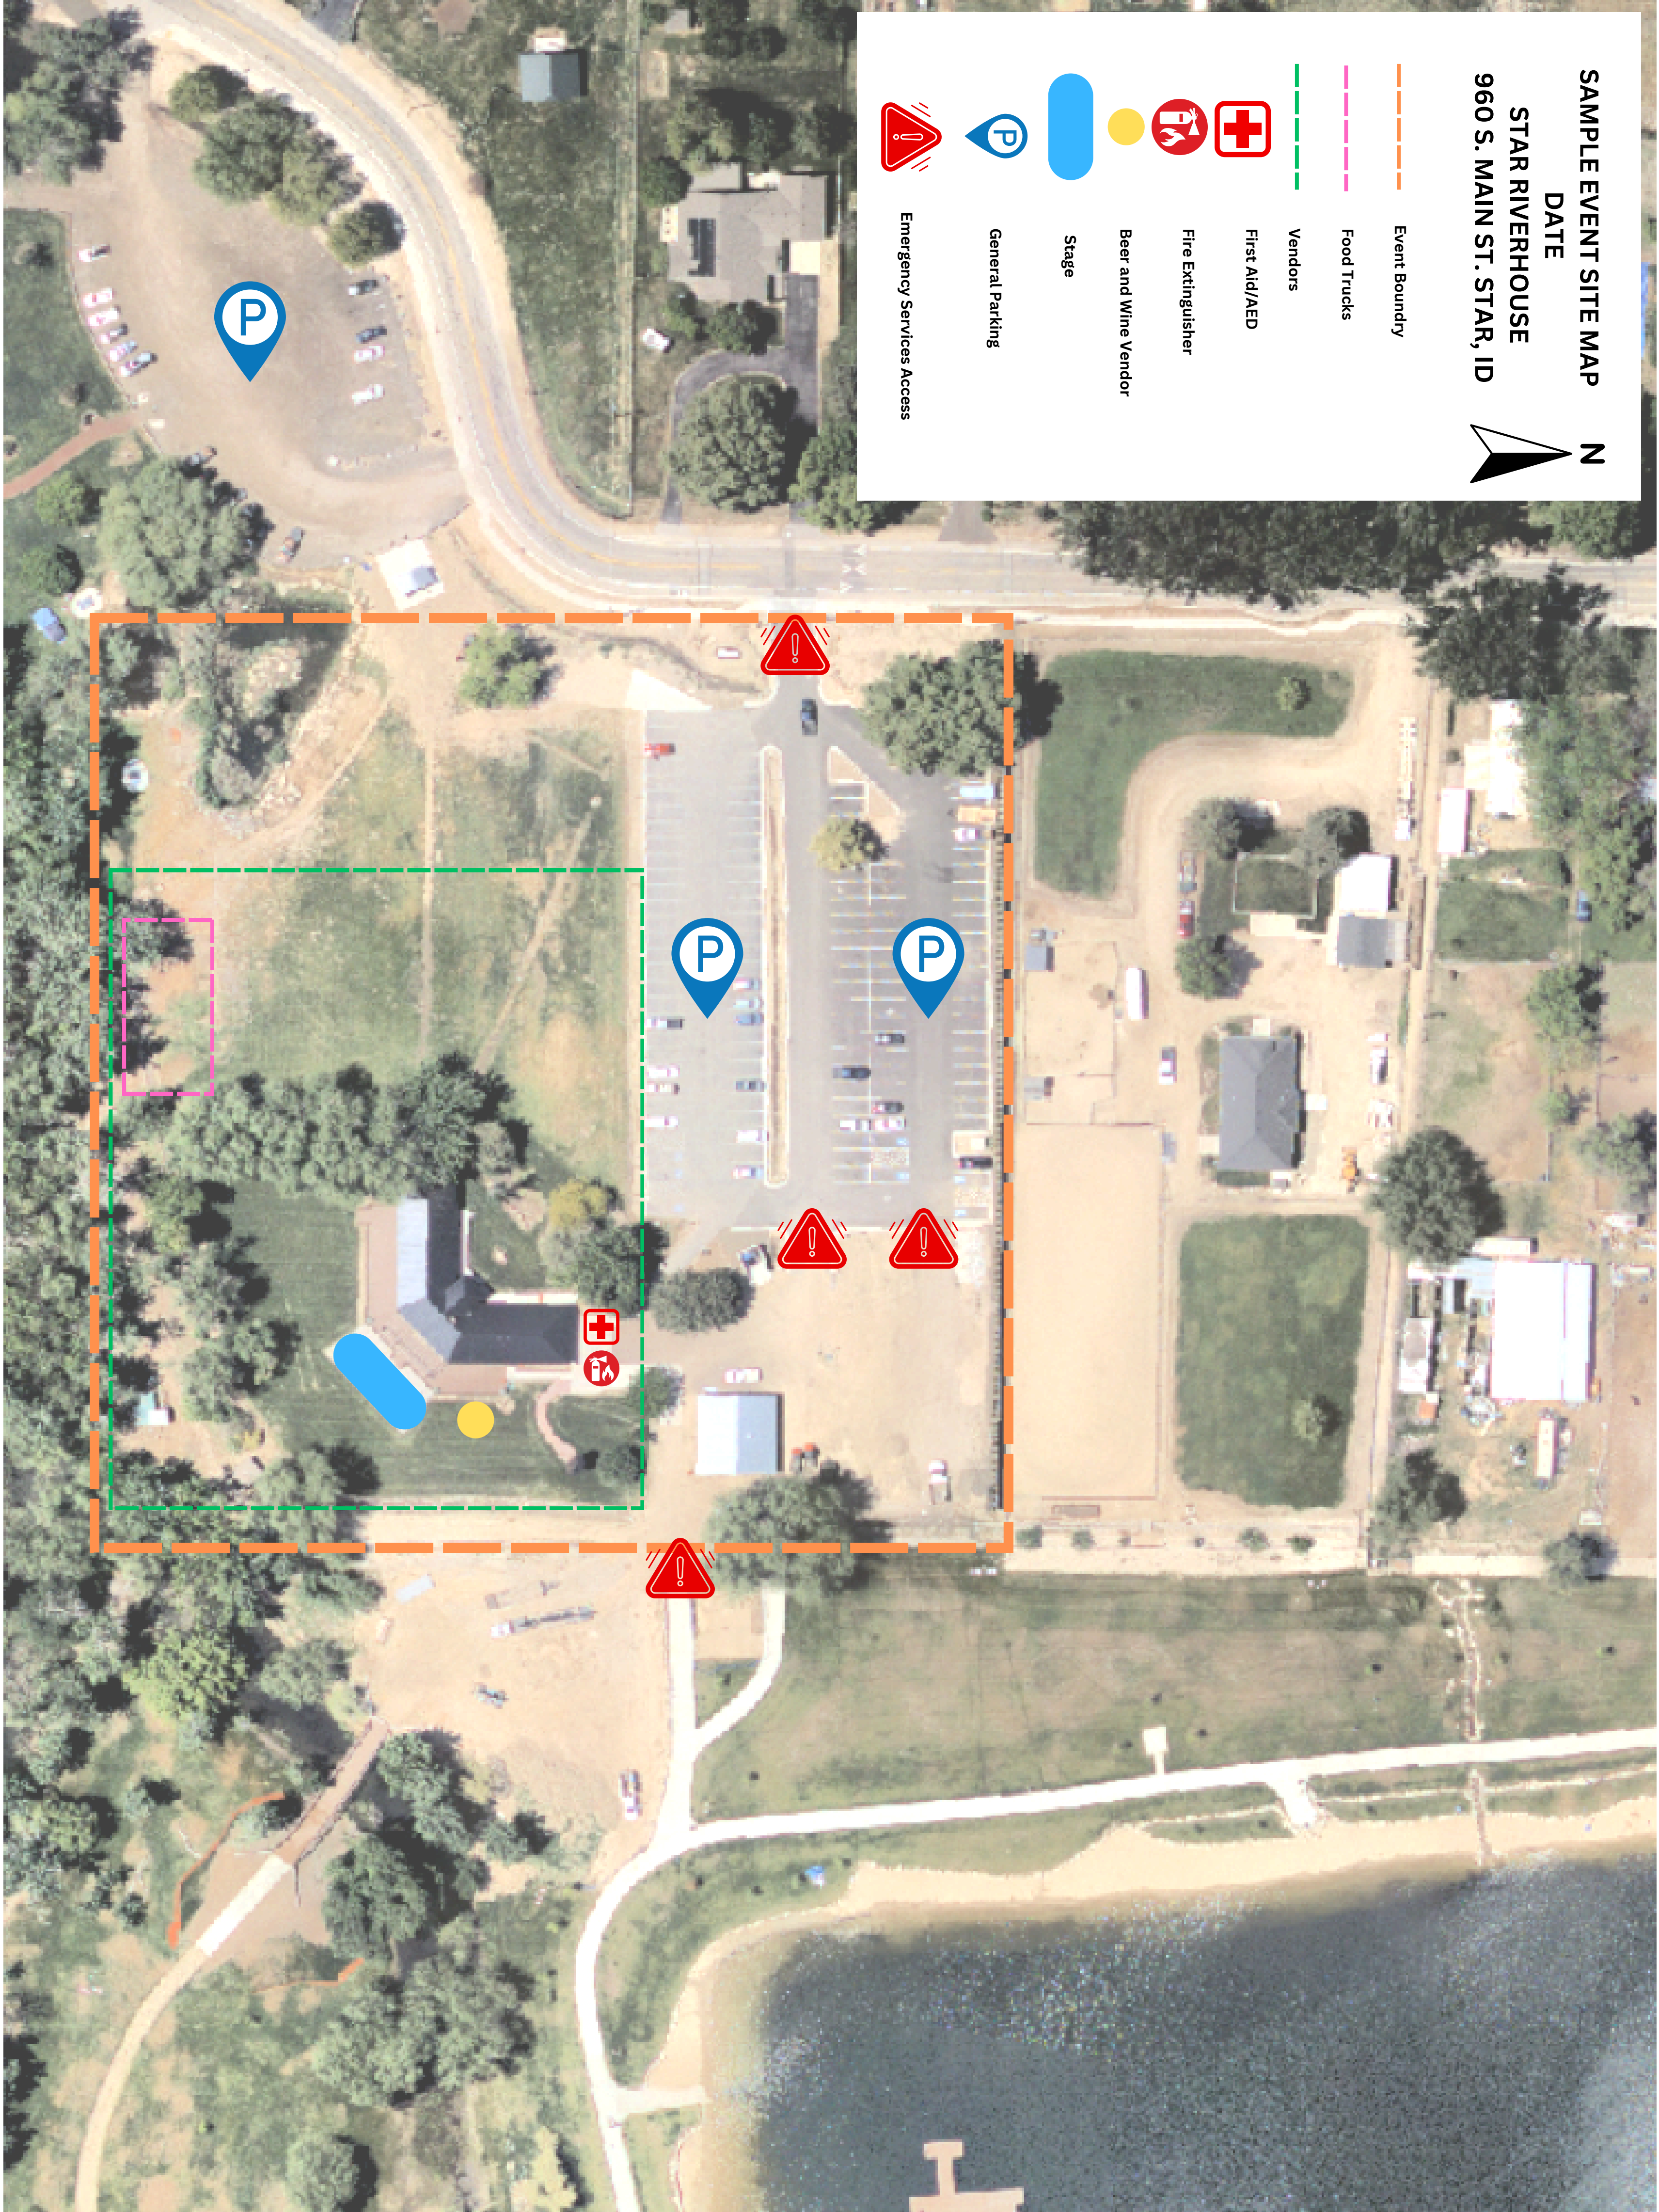 SAMPLE EVENT SITE MAP
DATE
STAR RIVERHOUSE
960 S. MAIN ST. STAR, ID
N
Event Boundry
Food Trucks
Vendors
First Aid/AED
Fire Extinguisher
Beer and Wine Vendor
Stage
P
General Parking
Emergency Services Access
P
P
P